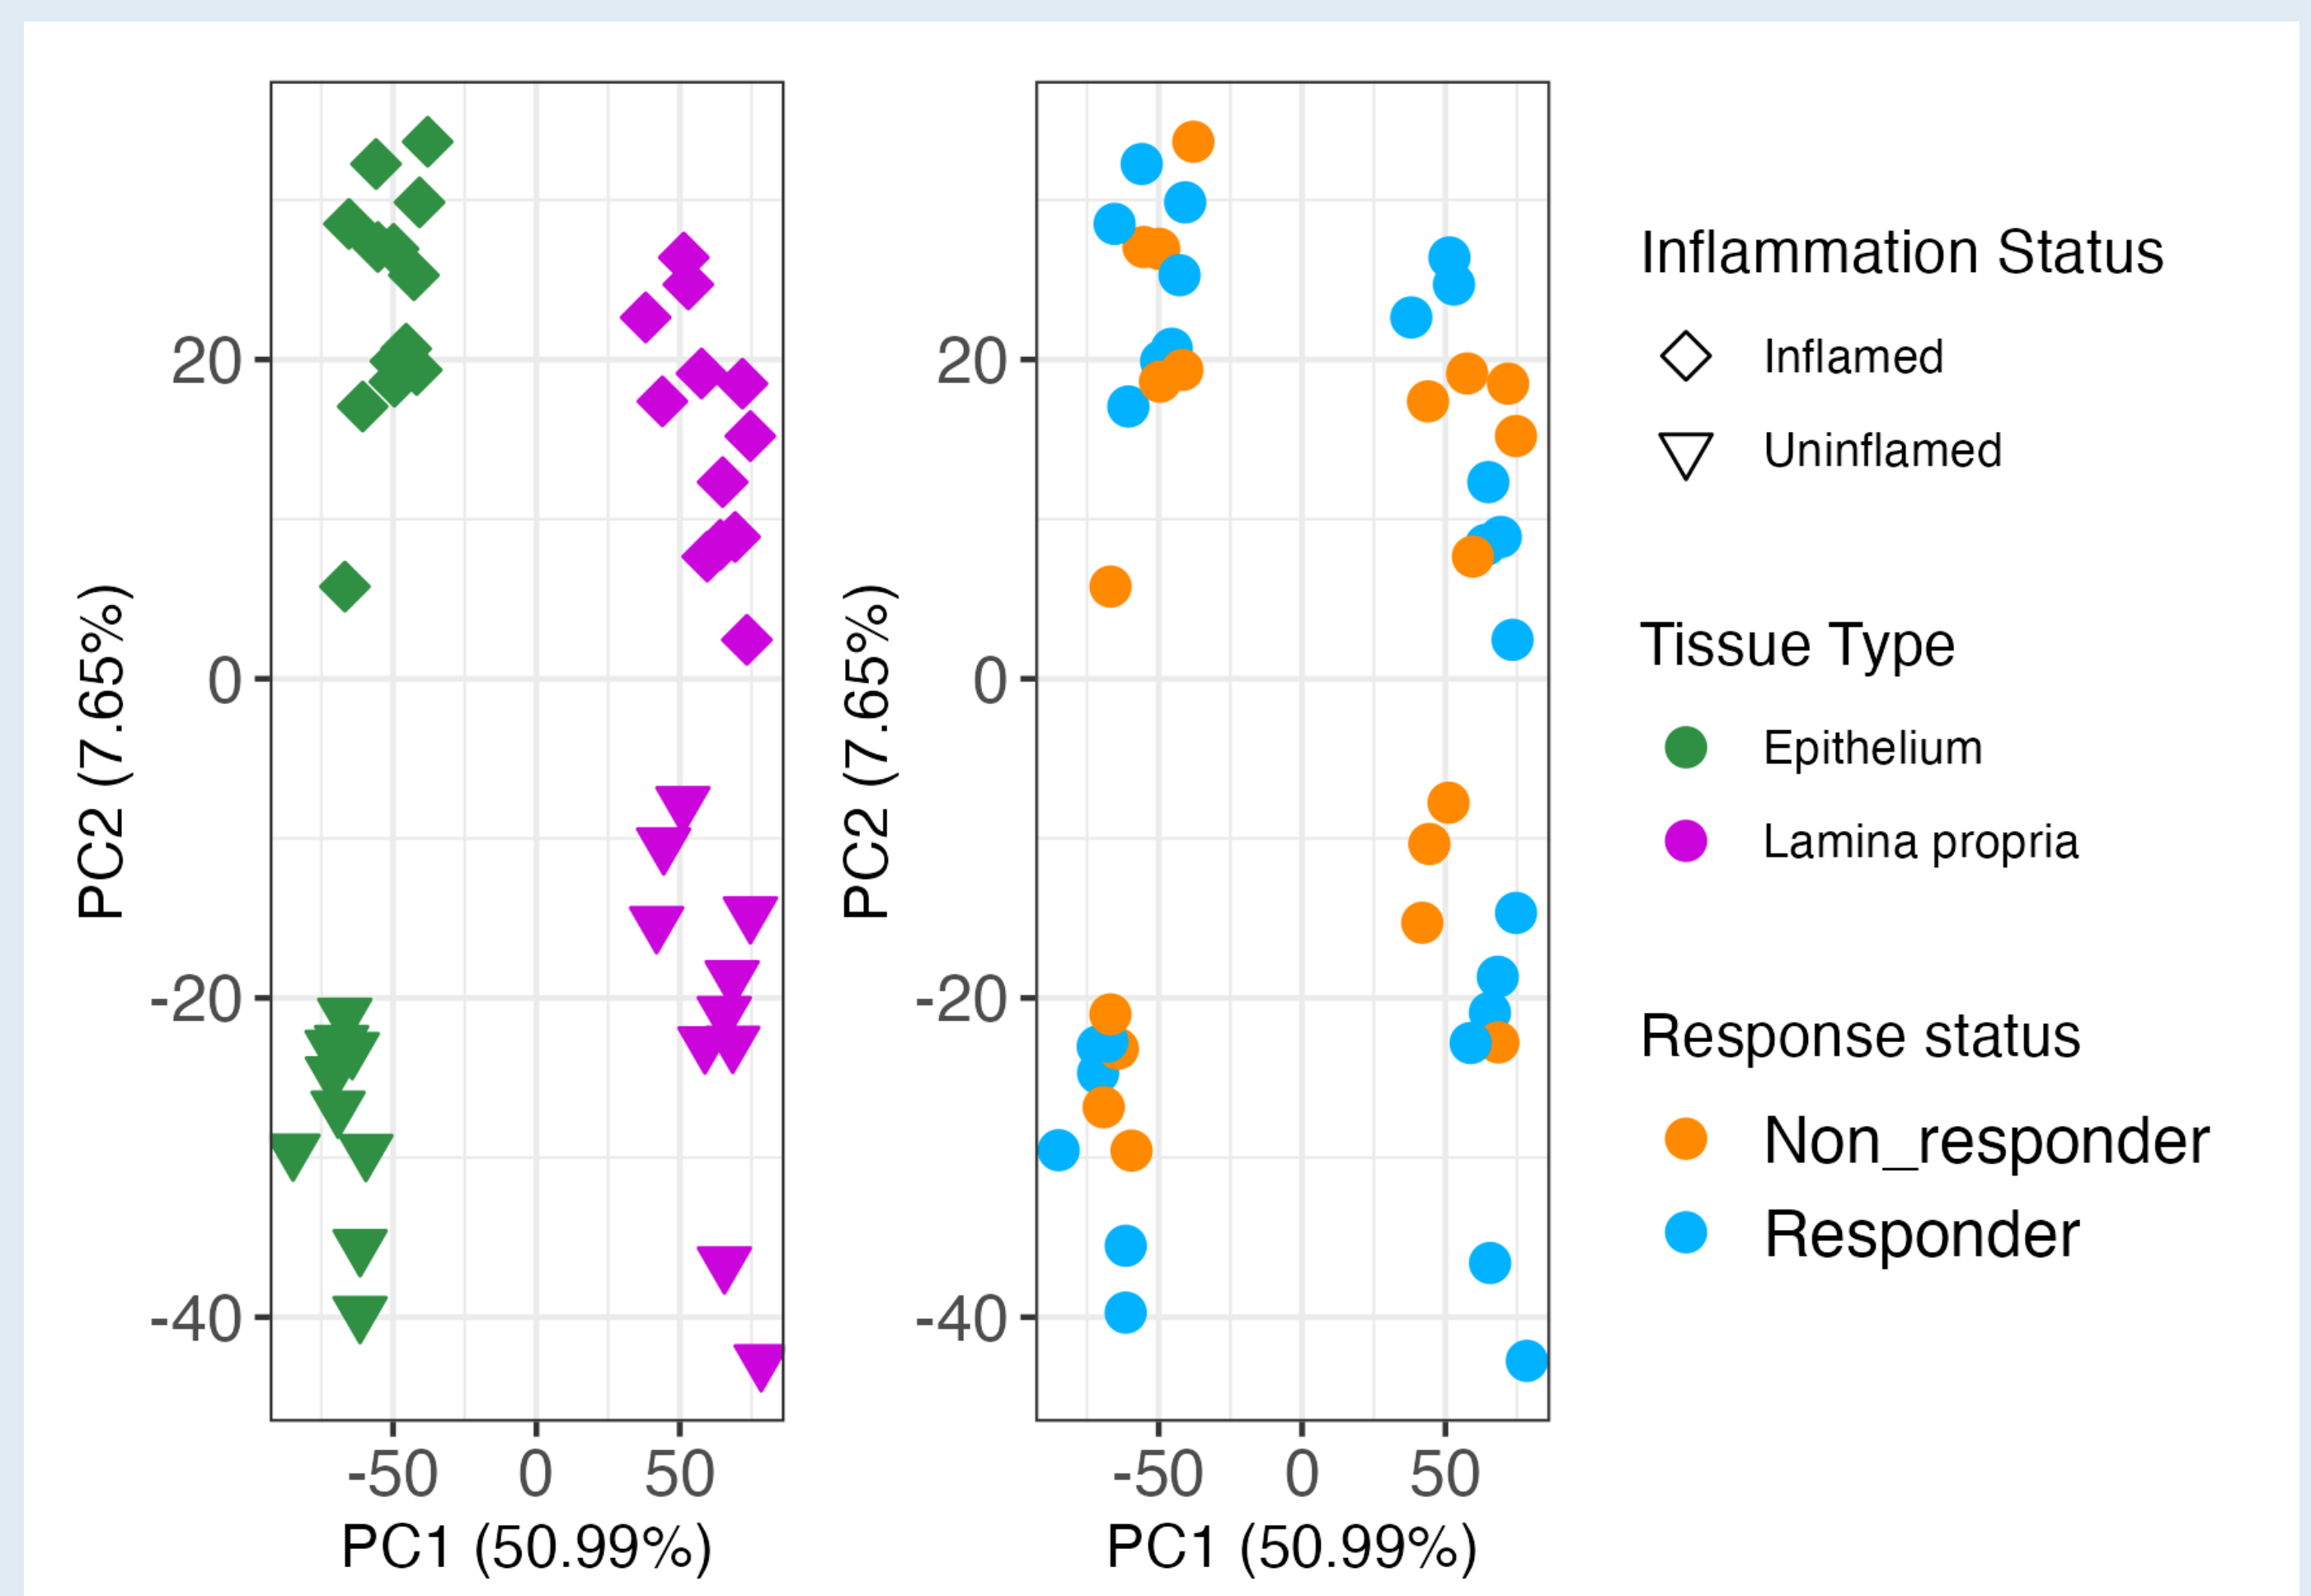 PC2 (7.65%)
20
0
-20
-40
-50 0 50
PC1 (50.99%)
PC2 (7.65%)
20
0
-20
-40
-50 0 50
PC1 (50.99%)
Inflammation Status
Inflamed
Uninflamed
Tissue Type
Epithelium
Lamina propria
Response status
Non_responder
Responder